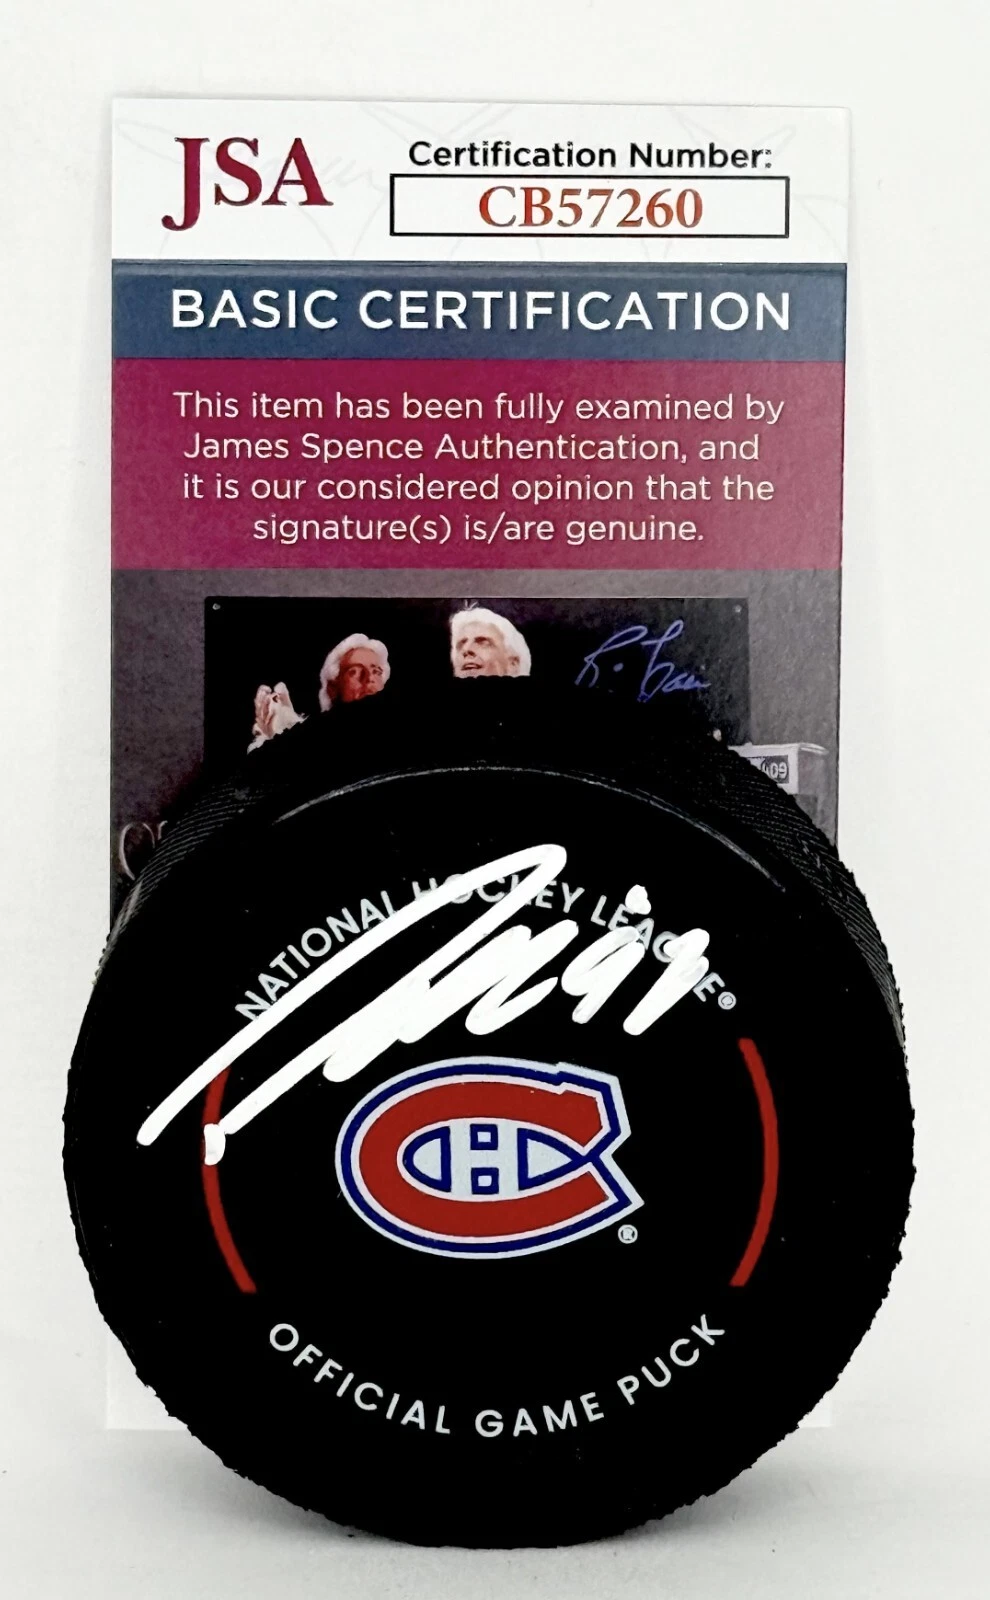 JSA
Certification Number:
CB57260
BASIC CERTIFICATION
This item has been fully examined by
James Spence Authentication, and
it is our considered opinion that the
signature(s) is/are genuine.
NATIONAL HOCKEY LEAGUE®
®
OFFICIAL GAME PUCK